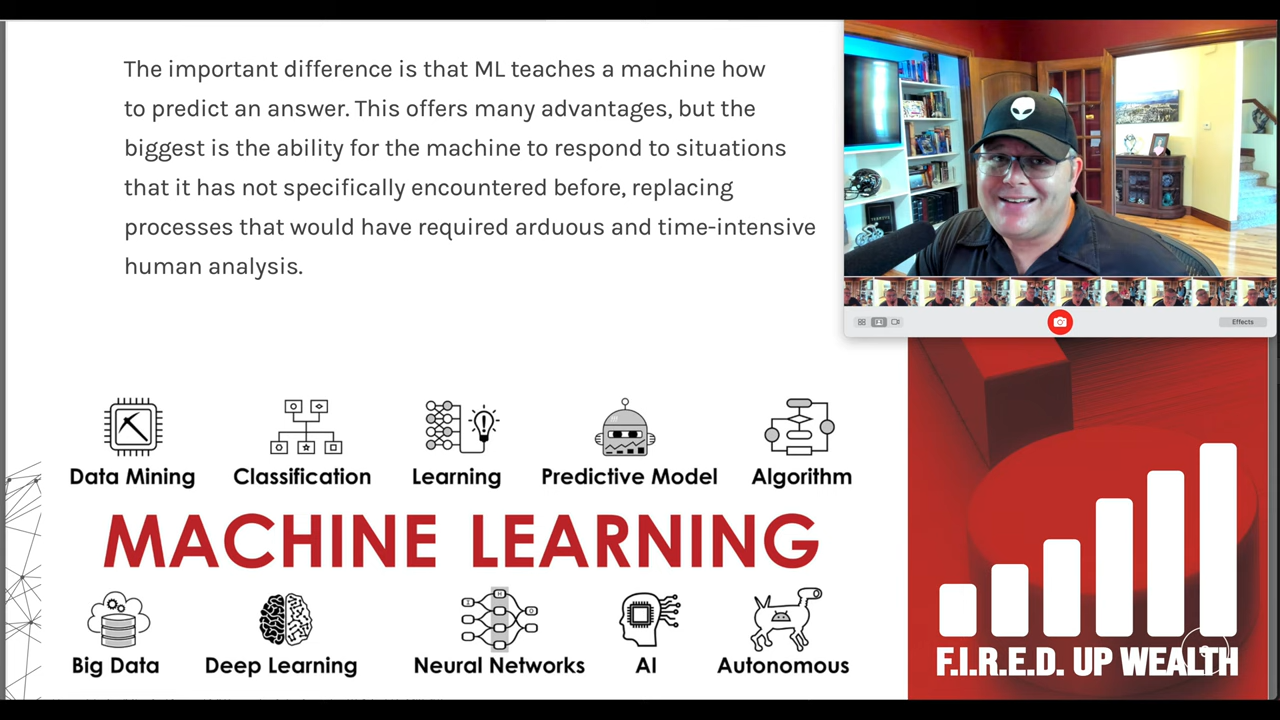 The important difference is that ML teaches a machine how
to predict an answer. This offers many advantages, but the
biggest is the ability for the machine to respond to situations
that it has not specifically encountered before, replacing
processes that would have required arduous and time-intensive
human analysis.
Effects
Data Mining
Classification
Learning
Predictive Model
Algorithm
MACHINE LEARNING
Big Data
Deep Learning
Neural Networks
AI
Autonomous
F.I.R.E.D. UP WEALTH